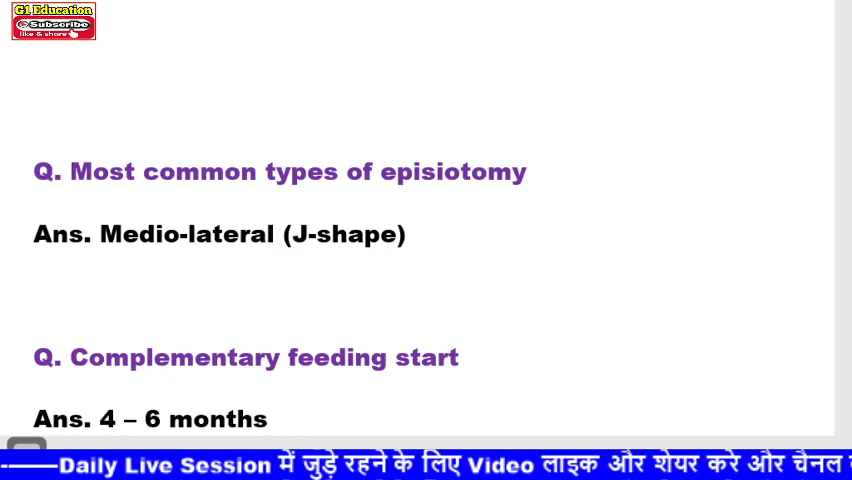 G1 Education
Subscribe
like & share
Q. Most common types of episiotomy
Ans. Medio-lateral (J-shape)
Q. Complementary feeding start
Ans. 4 – 6 months
-——Daily Live Session में जुड़े रहने के लिए Video लाइक और शेयर करे और चैनल